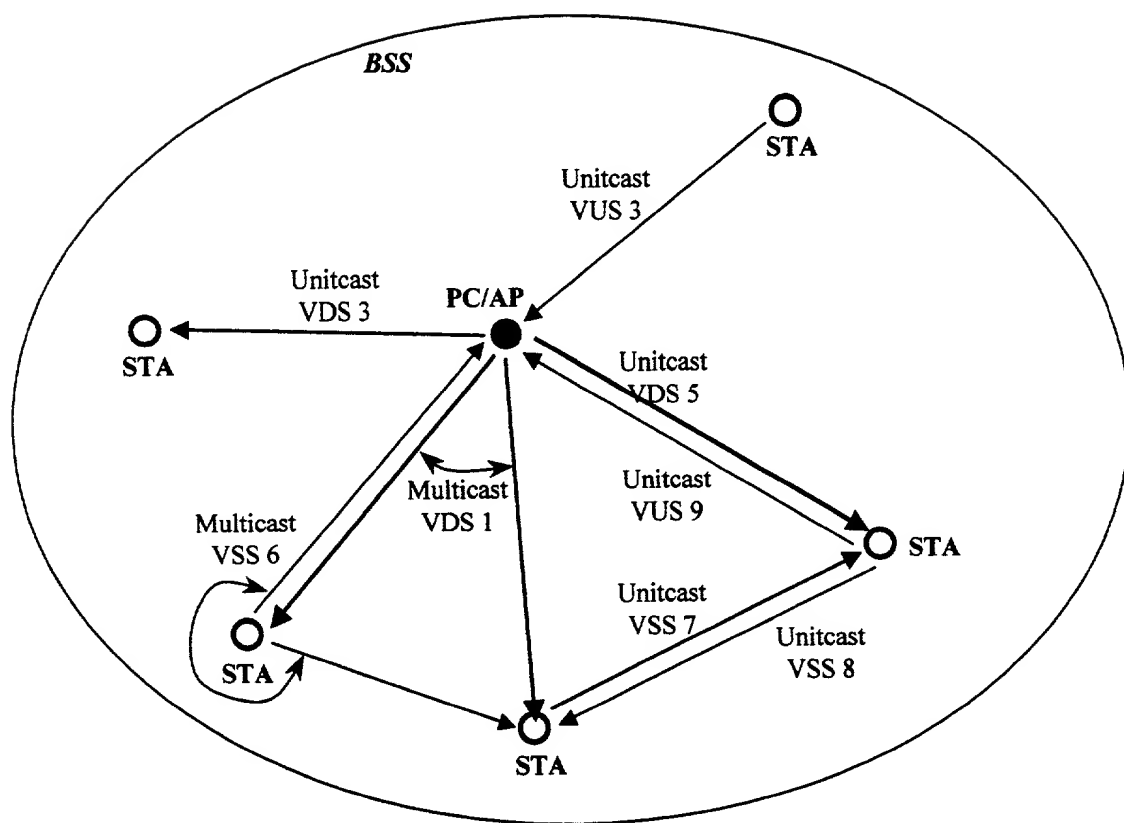 BSS
STA
Unitcast
VUS 3
Unitcast
VDS 3
PC/AP
STA
Unitcast
VDS 5
Multicast
VDS 1
Unitcast
VUS 9
Multicast
VSS 6
STA
STA
Unitcast
VSS 7
Unitcast
VSS 8
STA